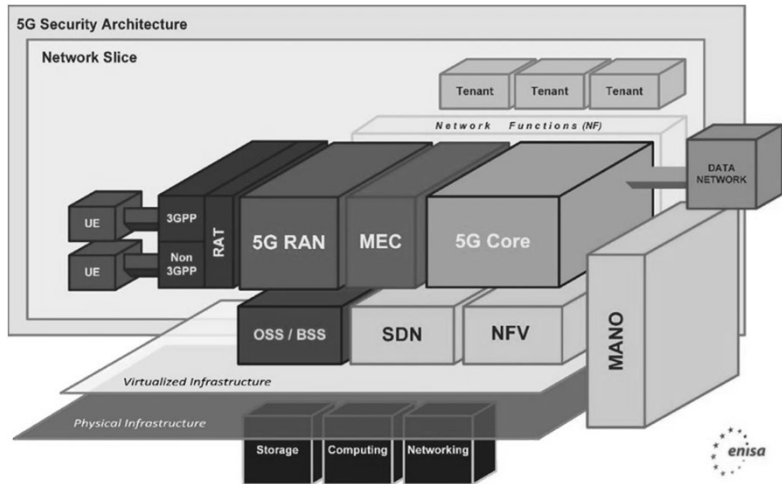 5G Security Architecture
Network Slice
Tenant
Tenant
Tenant
Network Functions (NF)
DATA
NETWORK
UE
3GPP
RAT
5G RAN
MEC
5G Core
UE
Non
3GPP
OSS / BSS
SDN
NFV
MANO
Virtualized Infrastructure
Physical Infrastructure
Storage
Computing
Networking
enisa